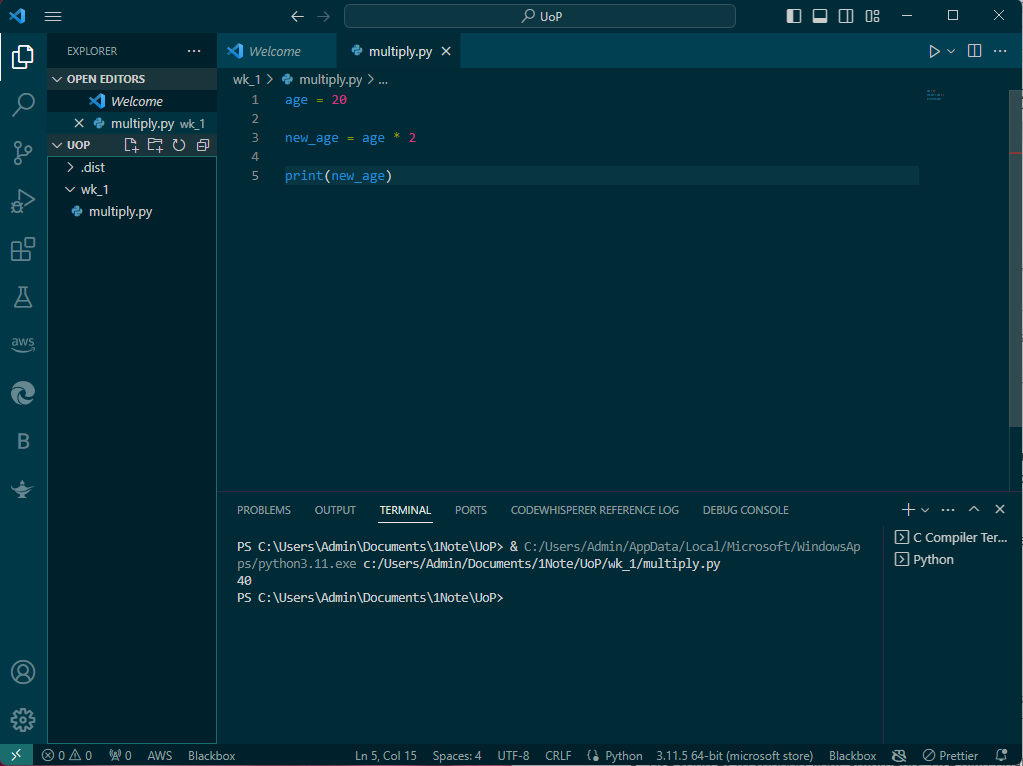 UoP
EXPLORER
Welcome
multiply.py
OPEN EDITORS
Welcome
multiply.py wk_1
UOP
.dist
wk_1
multiply.py
aws
B
wk_1 > multiply.py > ...
1 age = 20
2
3 new_age = age * 2
4
5 print(new_age)
PROBLEMS OUTPUT TERMINAL PORTS CODEWHISPERER REFERENCE LOG DEBUG CONSOLE
PS C:\Users\Admin\Documents\1Note\UoP> & C:/Users/Admin/AppData/Local/Microsoft/WindowsAp
ps/python3.11.exe c:/Users/Admin/Documents/1Note/UoP/wk_1/multiply.py
40
PS C:\Users\Admin\Documents\1Note\UoP>
C Compiler Ter...
Python
0 0 0 AWS Blackbox Ln 5, Col 15 Spaces: 4 UTF-8 CRLF Python 3.11.5 64-bit (microsoft store) Blackbox Prettier